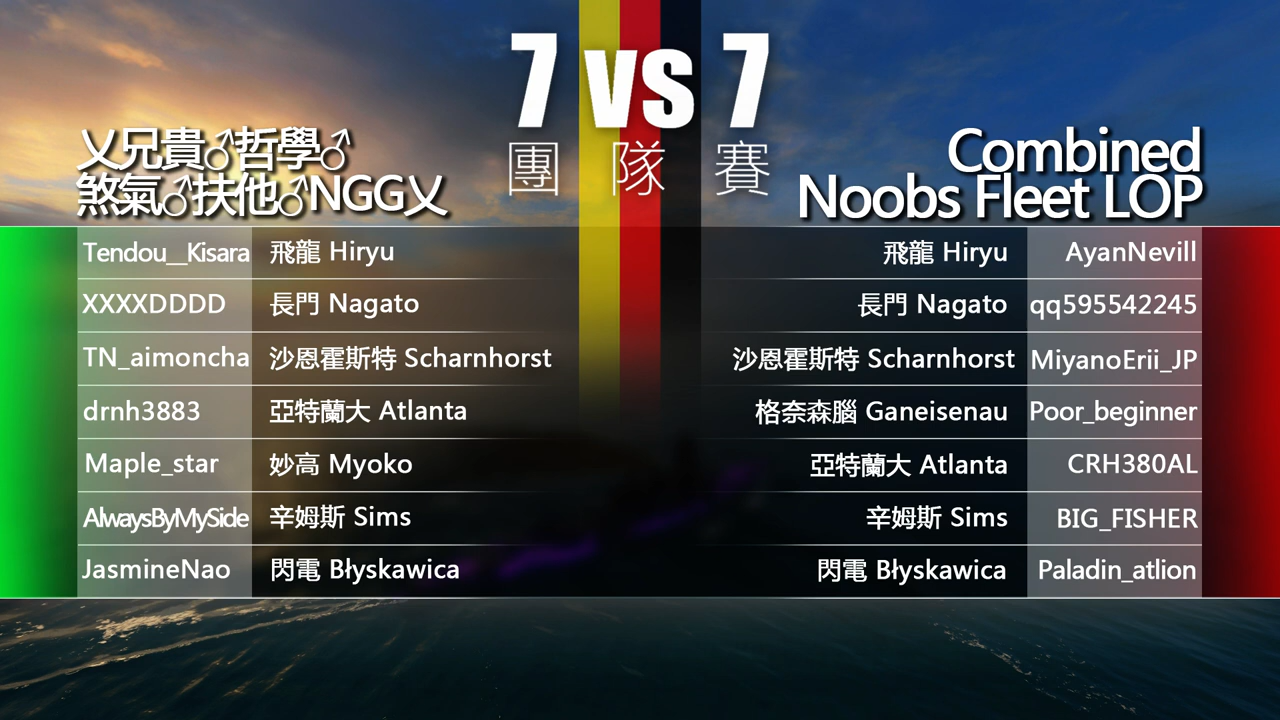 7 vs 7
團隊賽
乂兄貴♂哲學♂
煞氣♂扶他♂NGG乂
Combined
Noobs Fleet LOP
Tendou__Kisara 飛龍 Hiryu
飛龍 Hiryu AyanNevill
XXXXDDDD 長門 Nagato
長門 Nagato qq595542245
TN_aimoncha 沙恩霍斯特 Scharnhorst
沙恩霍斯特 Scharnhorst MiyanoErii_JP
drnh3883 亞特蘭大 Atlanta
格奈森腦 Ganeisenau Poor_beginner
Maple_star 妙高 Myoko
亞特蘭大 Atlanta CRH380AL
AlwaysByMySide 辛姆斯 Sims
辛姆斯 Sims BIG_FISHER
JasmineNao 閃電 Błyskawica
閃電 Błyskawica Paladin_atlion